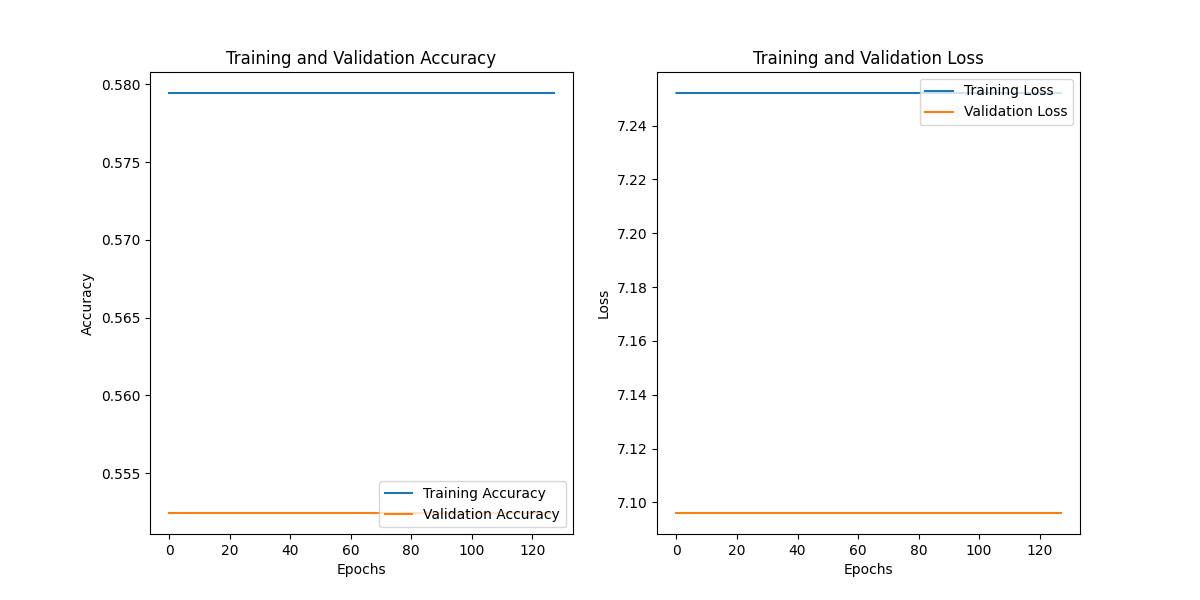 Training and Validation Accuracy
0.580
0.575
0.570
0.565
0.560
0.555
Accuracy
Training Accuracy
Validation Accuracy
0 20 40 60 80 100 120
Epochs
Training and Validation Loss
Training Loss
Validation Loss
7.24
7.22
7.20
7.18
7.16
7.14
7.12
7.10
Loss
0 20 40 60 80 100 120
Epochs